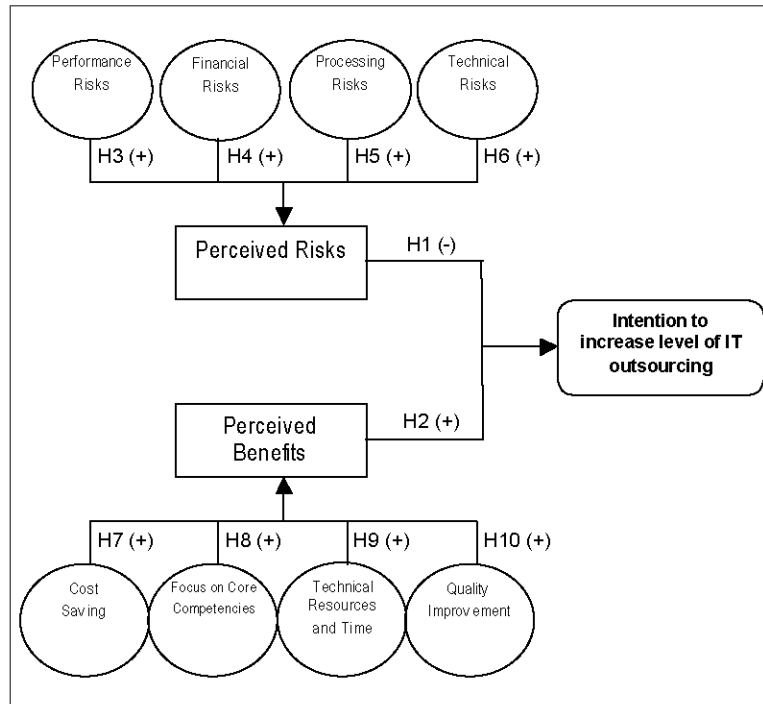 Performance
Risks
Financial
Risks
Processing
Risks
Technical
Risks
H3 (+)
H4 (+)
H5 (+)
H6 (+)
Perceived Risks
H1 (-)
Intention to
increase level of IT
outsourcing
Perceived
Benefits
H2 (+)
H7 (+)
H8 (+)
H9 (+)
H10 (+)
Cost
Saving
Focus on Core
Competencies
Technical
Resources
and Time
Quality
Improvement